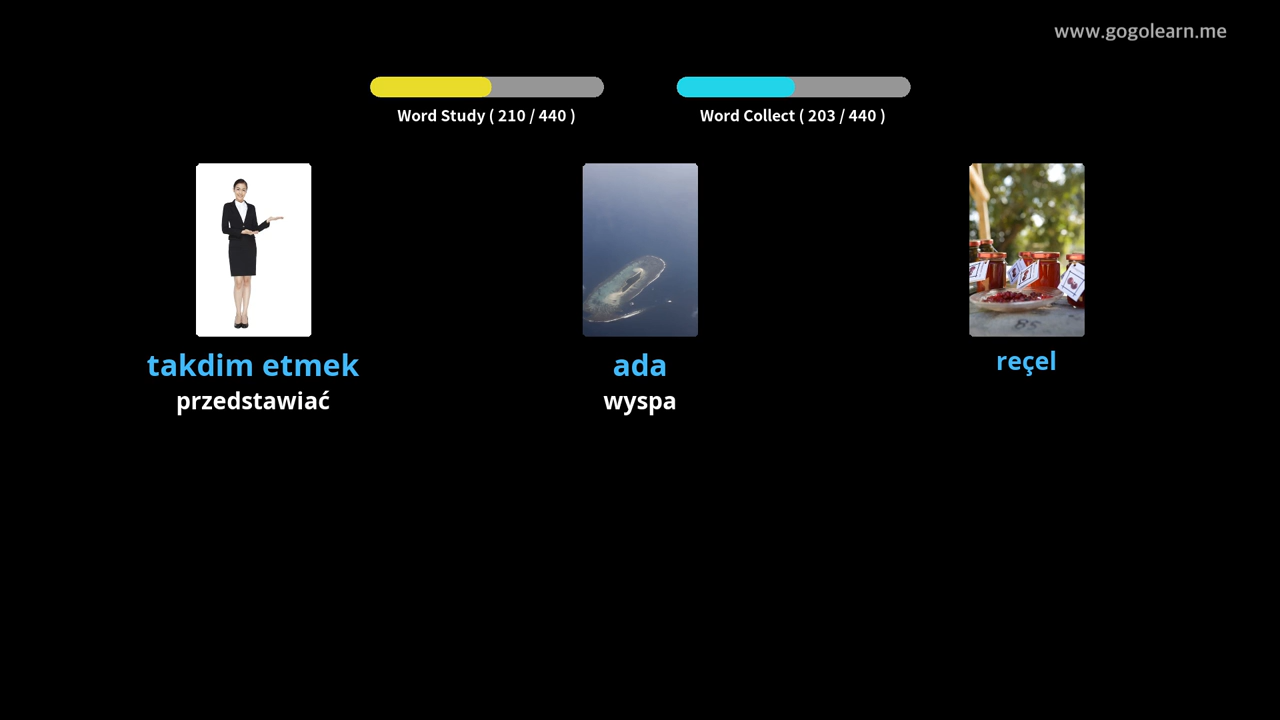 www.gogolearn.me
Word Study ( 210 / 440 )
Word Collect ( 203 / 440 )
takdim etmek
przedstawiać
ada
wyspa
reçel